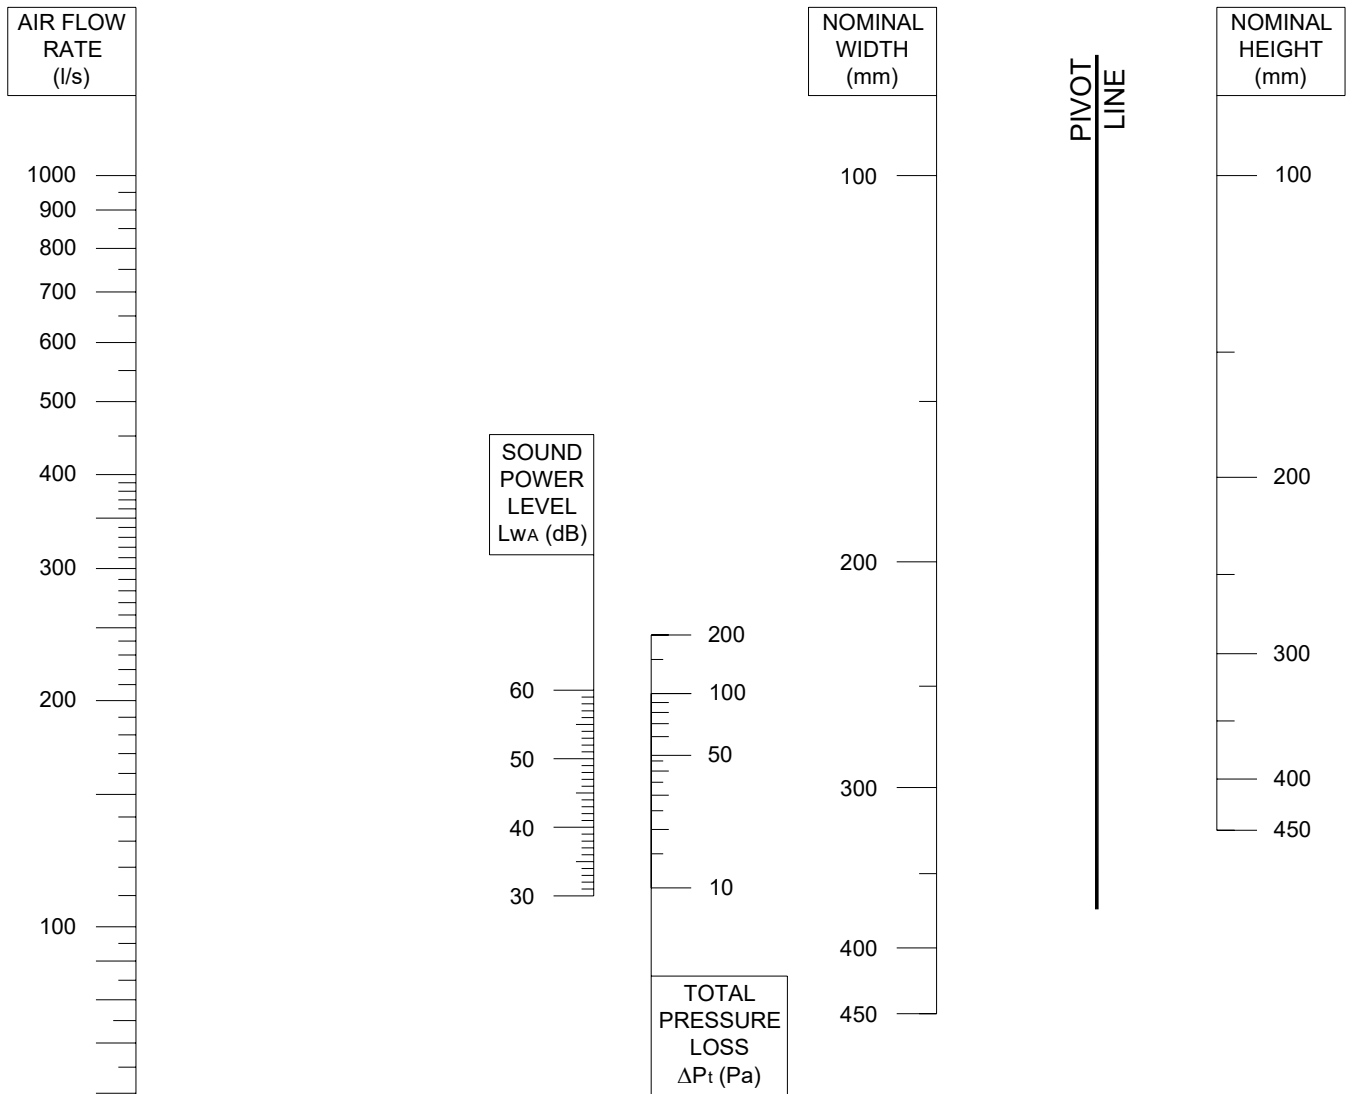 AIR FLOW
RATE
(l/s)
1000
900
800
700
600
500
400
300
200
100
SOUND
POWER
LEVEL
LWA (dB)
60
50
40
30
200
100
50
10
TOTAL
PRESSURE
LOSS
ΔPt (Pa)
NOMINAL
WIDTH
(mm)
100
200
300
400
450
PIVOT
LINE
NOMINAL
HEIGHT
(mm)
100
200
300
400
450